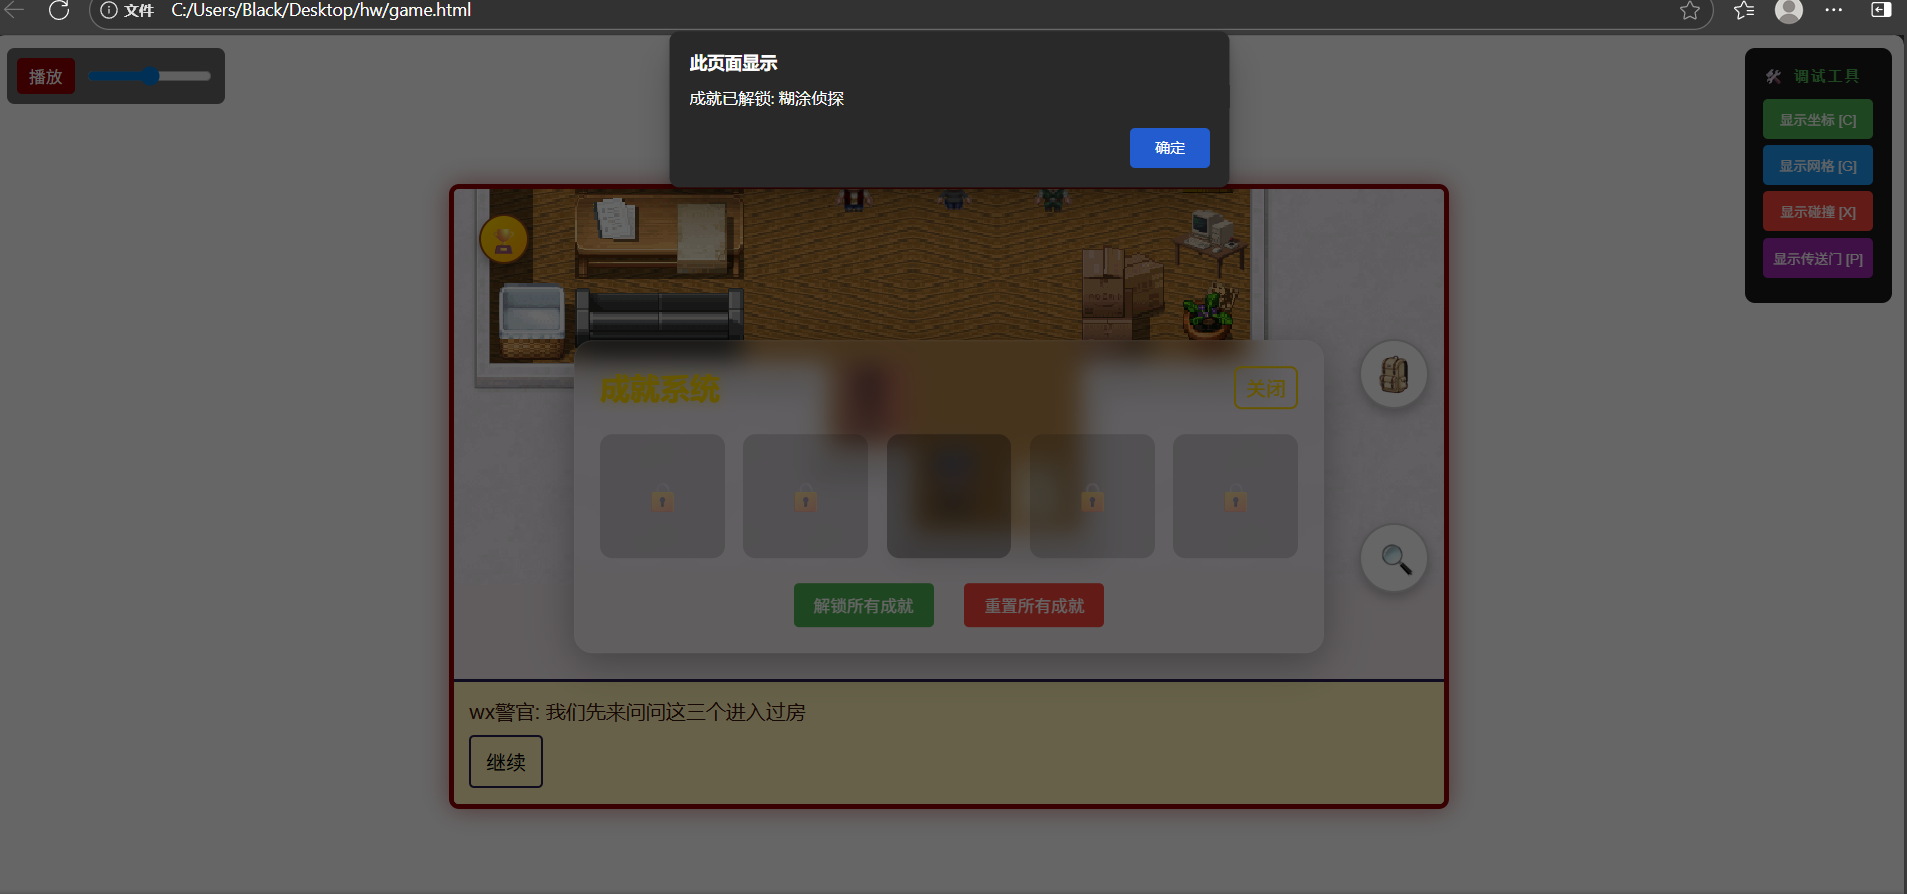 文件 C:/Users/Black/Desktop/hw/game.html
此页面显示
成就已解锁: 糊涂侦探
确定
播放
调试工具
显示坐标 [C]
显示网格 [G]
显示碰撞 [X]
显示传送门 [P]
成就系统
关闭
解锁所有成就
重置所有成就
wx警官: 我们先来问问这三个进入过房
继续